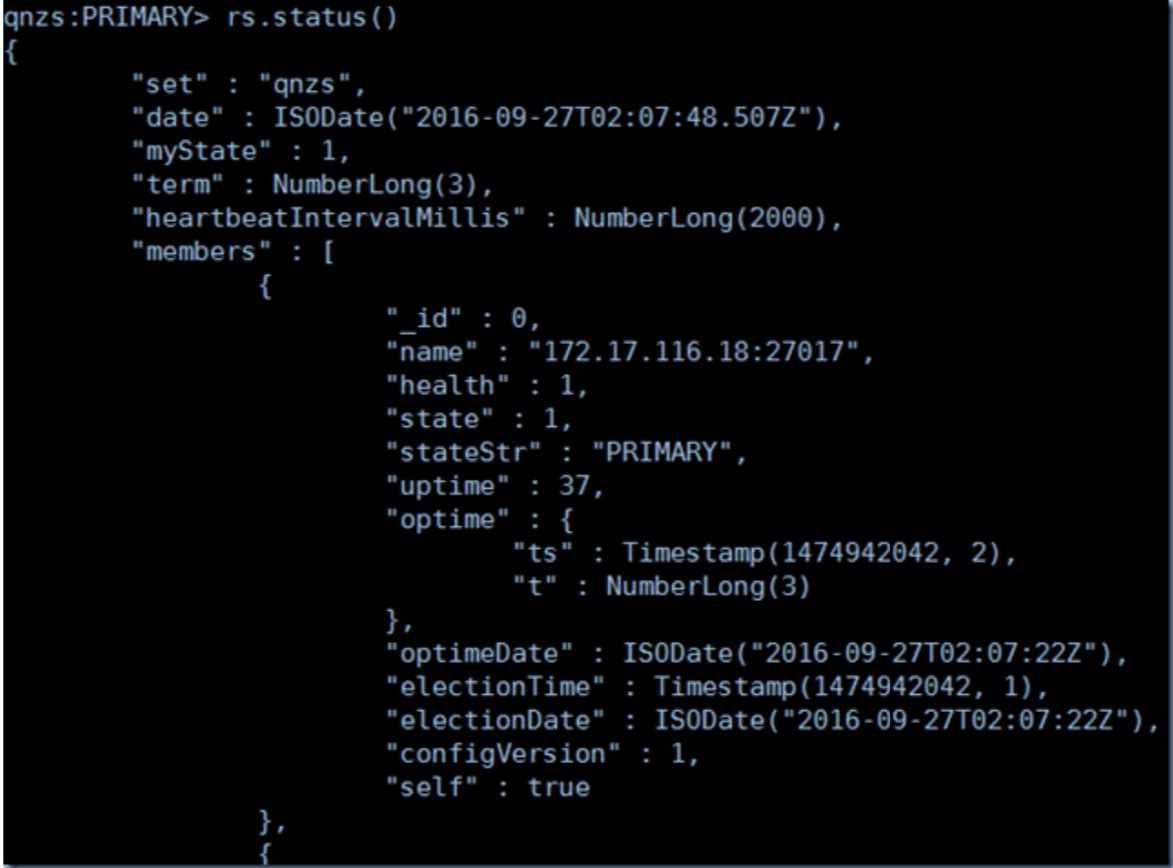 qnzs:PRIMARY> rs.status()
{
        "set" : "qnzs",
        "date" : ISODate("2016-09-27T02:07:48.507Z"),
        "myState" : 1,
        "term" : NumberLong(3),
        "heartbeatIntervalMillis" : NumberLong(2000),
        "members" : [
                {
                        "_id" : 0,
                        "name" : "172.17.116.18:27017",
                        "health" : 1,
                        "state" : 1,
                        "stateStr" : "PRIMARY",
                        "uptime" : 37,
                        "optime" : {
                                "ts" : Timestamp(1474942042, 2),
                                "t" : NumberLong(3)
                        },
                        "optimeDate" : ISODate("2016-09-27T02:07:22Z"),
                        "electionTime" : Timestamp(1474942042, 1),
                        "electionDate" : ISODate("2016-09-27T02:07:22Z"),
                        "configVersion" : 1,
                        "self" : true
                },
                {